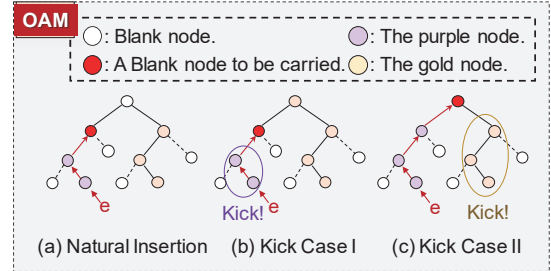 OAM
: Blank node.
: The purple node.
: A Blank node to be carried.
: The gold node.
Kick!
Kick!
e
e
e
(a) Natural Insertion
(b) Kick Case I
(c) Kick Case II